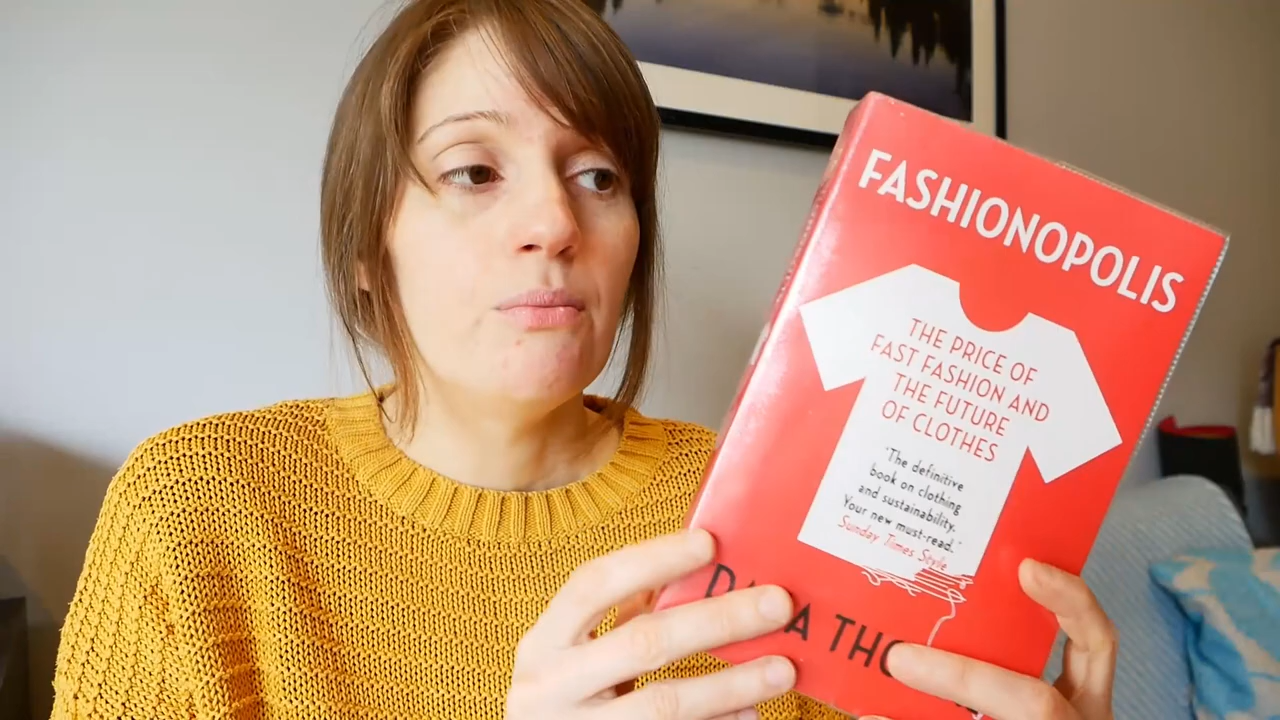 FASHIONOPOLIS
THE PRICE OF
FAST FASHION AND
THE FUTURE
OF CLOTHES
'The definitive
book on clothing
and sustainability.
Your new must-read.'
Sunday Times Style